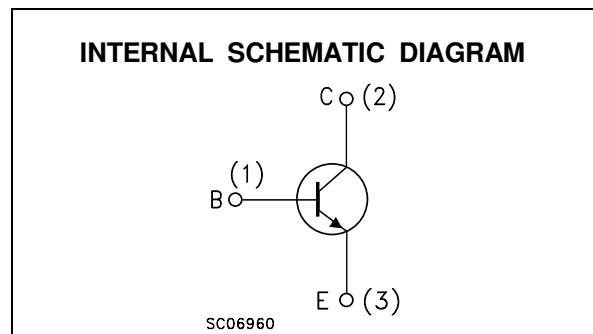 INTERNAL SCHEMATIC DIAGRAM
C (2)
(1)
B
E (3)
SC06960